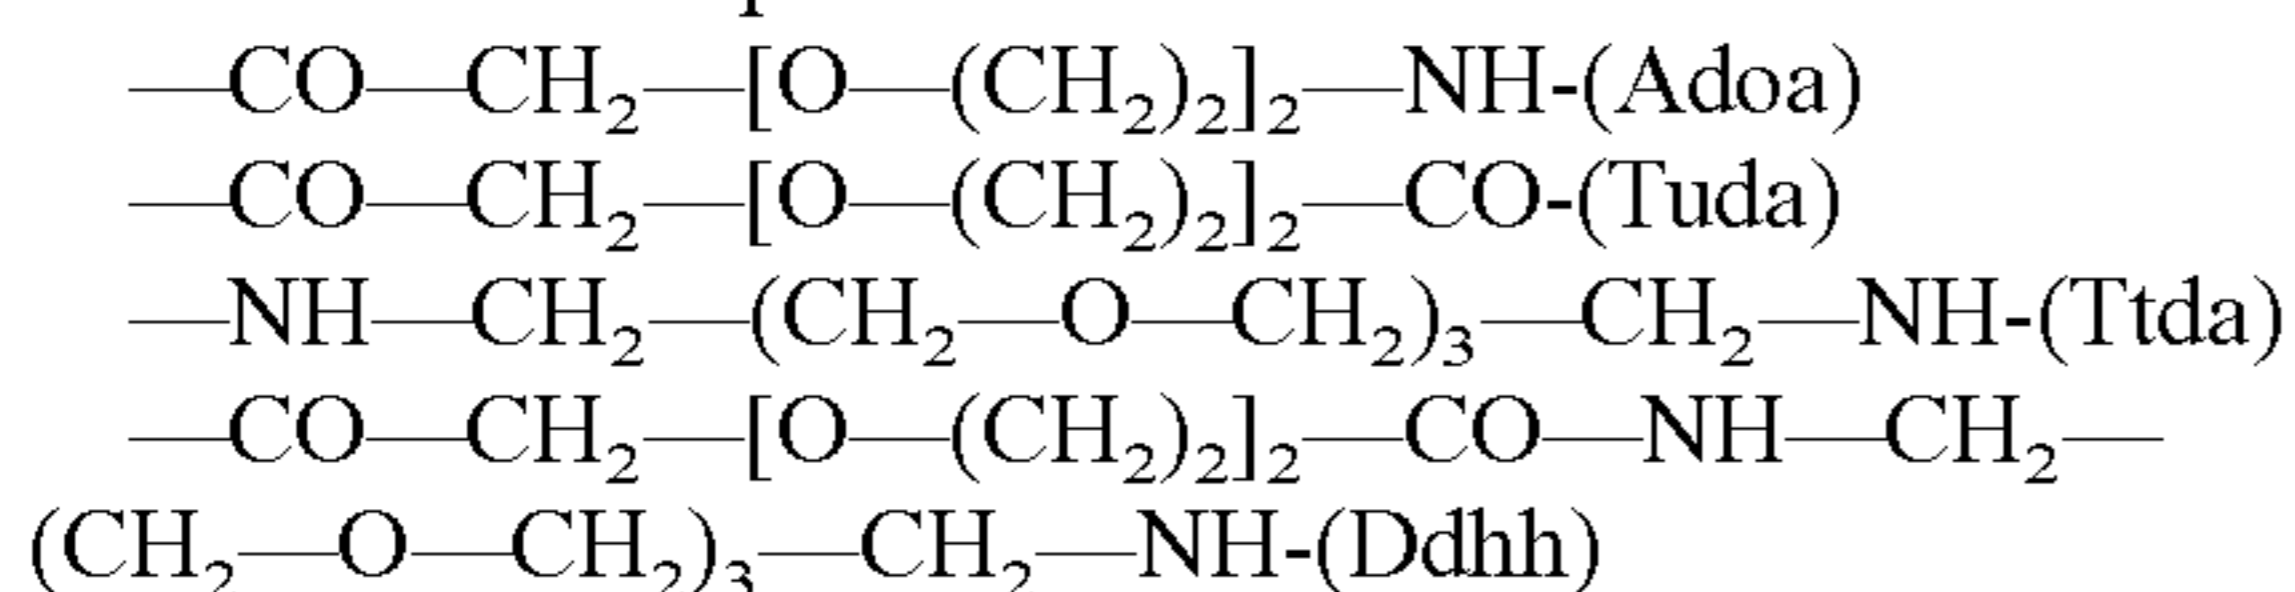 —CO—CH₂—[O—(CH₂)₂]₂—NH-(Adoa)
—CO—CH₂—[O—(CH₂)₂]₂—CO-(Tuda)
—NH—CH₂—(CH₂—O—CH₂)₃—CH₂—NH-(Ttda)
—CO—CH₂—[O—(CH₂)₂]₂—CO—NH—CH₂—
(CH₂—O—CH₂)₃—CH₂—NH-(Ddhh)